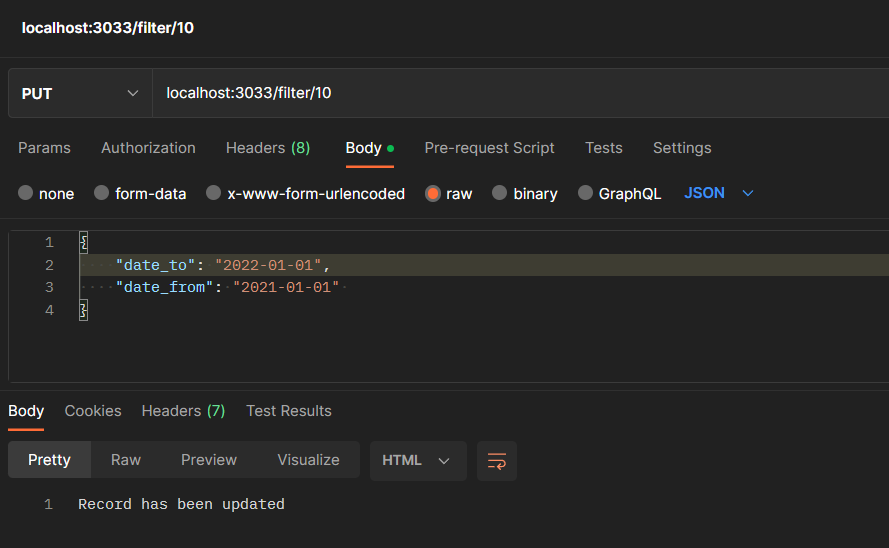 localhost:3033/filter/10
PUT localhost:3033/filter/10
Params Authorization Headers (8) Body Pre-request Script Tests Settings
none form-data x-www-form-urlencoded raw binary GraphQL JSON
1 {
2 "date_to": "2022-01-01",
3 "date_from": "2021-01-01"
4 }
Body Cookies Headers (7) Test Results
Pretty Raw Preview Visualize HTML
1 Record has been updated